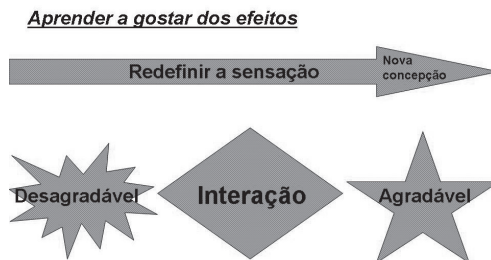 Aprender a gostar dos efeitos
Redefinir a sensação
Nova
concepção
Desagradável
Interação
Agradável